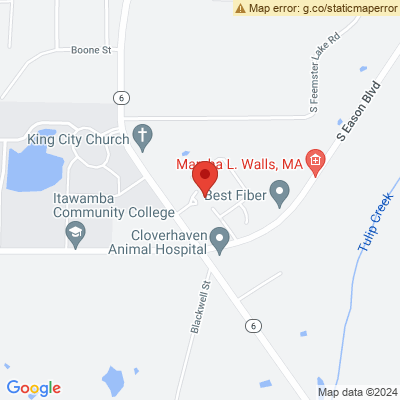 Map error: g.co/staticmaperror
Boone St
S Feemster Lake Rd
S Eason Blvd
6
King City Church
Marsha L. Walls, MA
Itawamba
Community College
Best Fiber
Tulip Creek
Cloverhaven
Animal Hospital
Blackwell St
6
Google
Map data ©2024